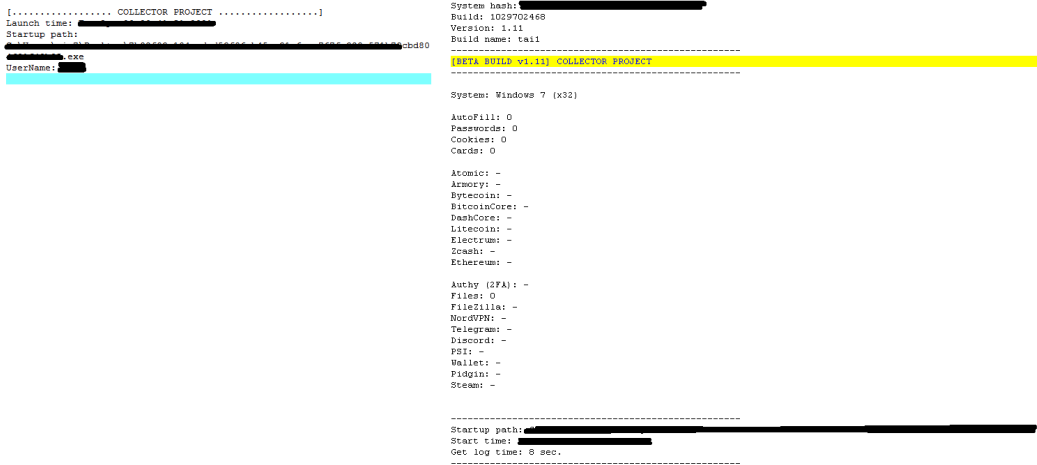 [.................. COLLECTOR PROJECT ..................]
Launch time:
Startup path:
cbd80
.exe
UserName:
System hash:
Build: 1029702468
Version: 1.11
Build name: tai1
----------------------------------------------------
[BETA BUILD v1.11] COLLECTOR PROJECT
----------------------------------------------------
System: Windows 7 (x32)
AutoFill: 0
Passwords: 0
Cookies: 0
Cards: 0
Atomic: -
Armory: -
Bytecoin: -
BitcoinCore: -
DashCore: -
Litecoin: -
Electrum: -
Zcash: -
Ethereum: -
Authy (2FA): -
Files: 0
FileZilla: -
NordVPN: -
Telegram: -
Discord: -
PSI: -
Wallet: -
Pidgin: -
Steam: -
----------------------------------------------------
Startup path:
Start time:
Get log time: 8 sec.
----------------------------------------------------